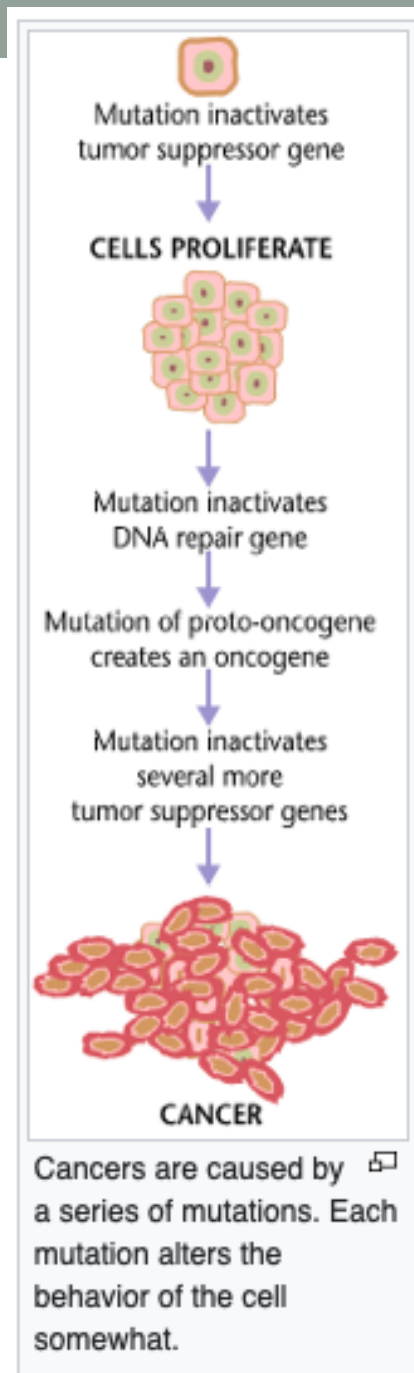 Mutation inactivates
tumor suppressor gene
CELLS PROLIFERATE
Mutation inactivates
DNA repair gene
Mutation of proto-oncogene
creates an oncogene
Mutation inactivates
several more
tumor suppressor genes
CANCER
Cancers are caused by
a series of mutations. Each
mutation alters the
behavior of the cell
somewhat.